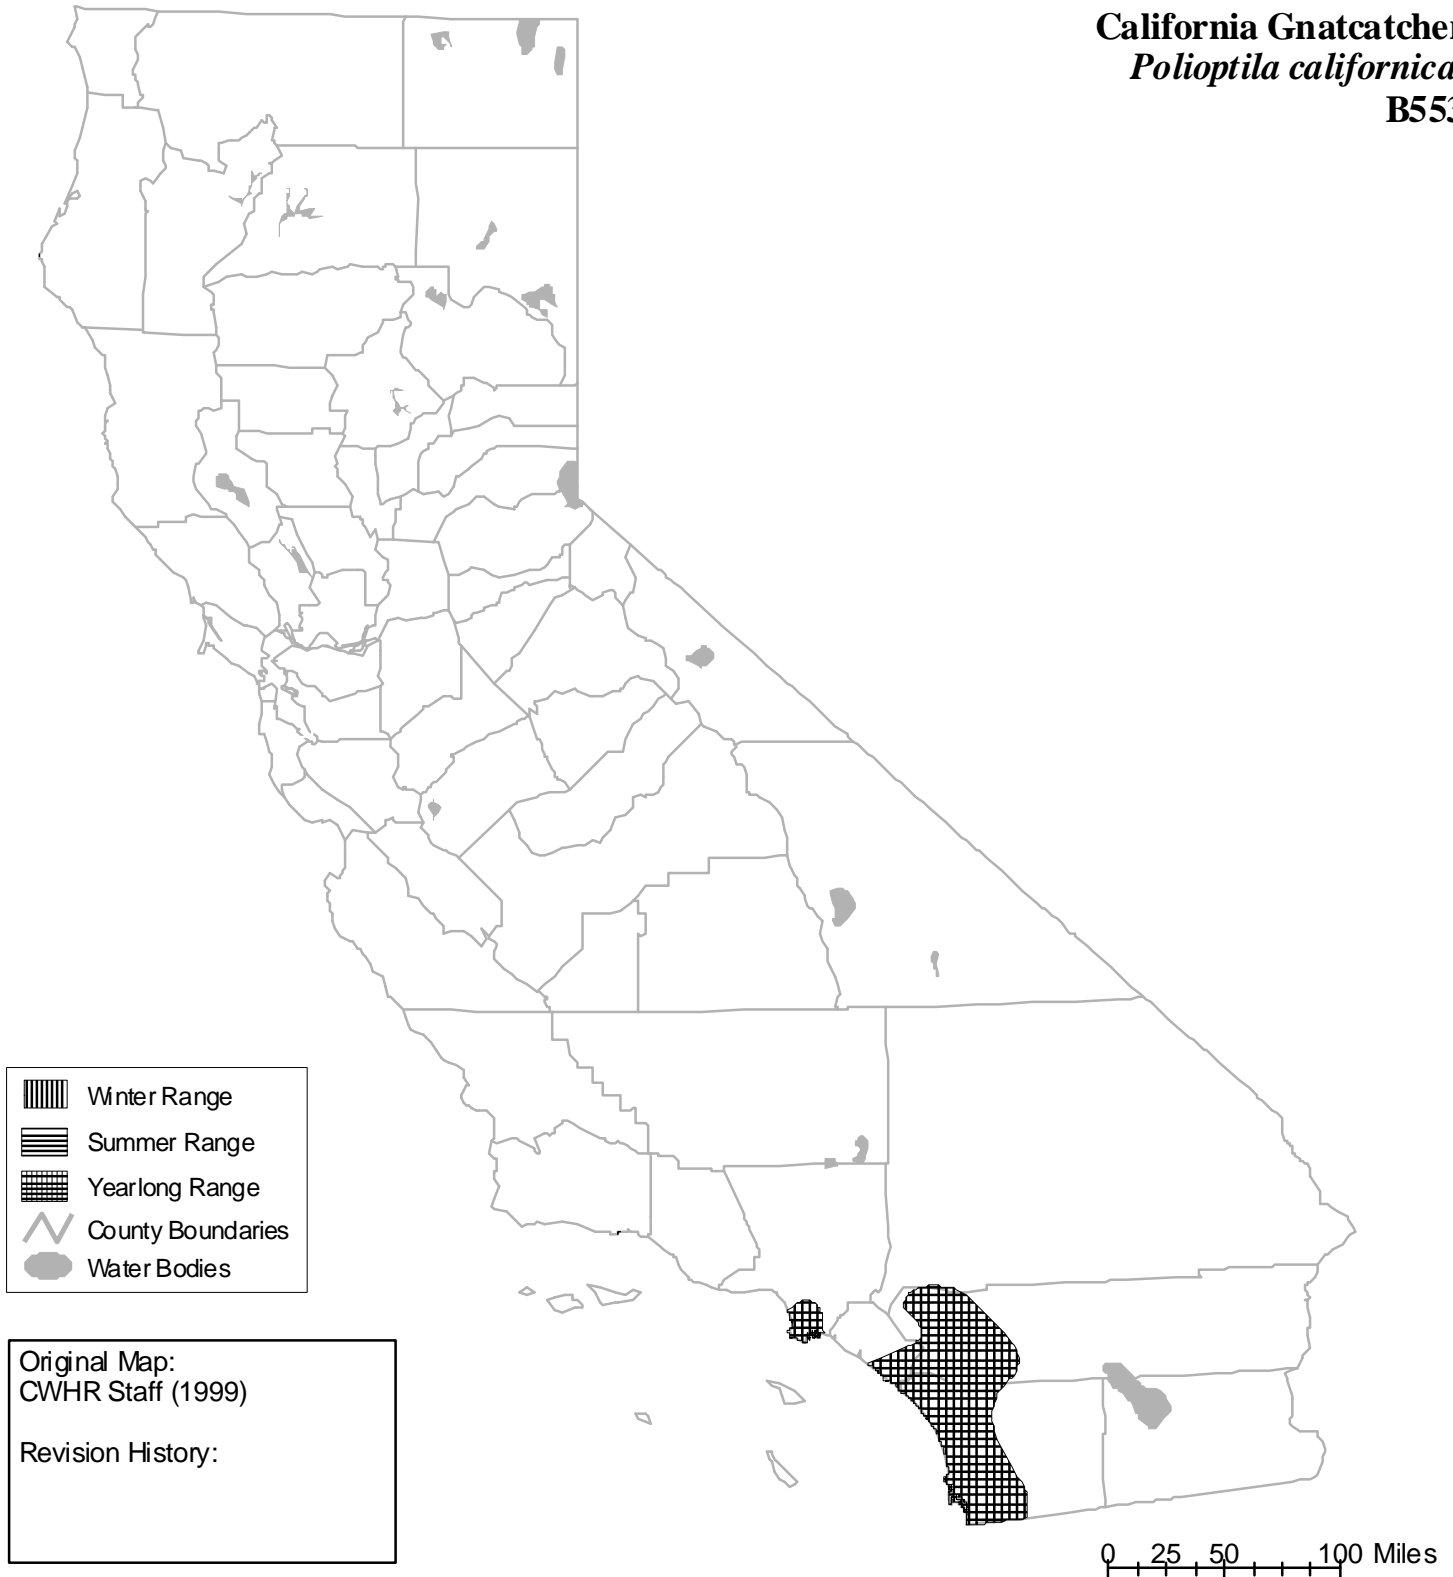 California Gnatcatcher
Polioptila californica
B553
Winter Range
Summer Range
Yearlong Range
County Boundaries
Water Bodies
Original Map:
CWHR Staff (1999)
Revision History:
0 25 50 100 Miles